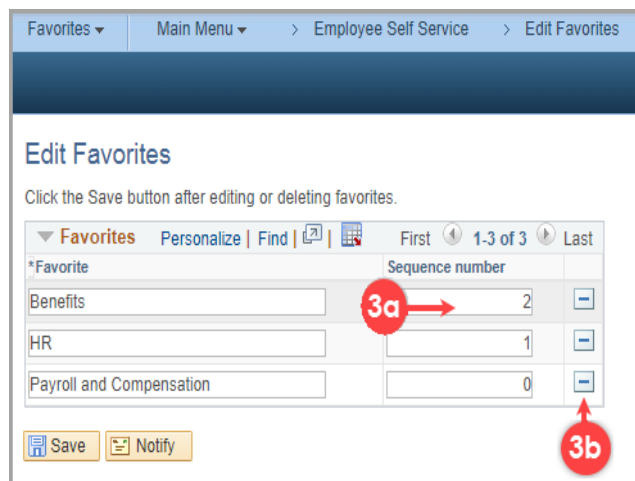 Favorites Main Menu > Employee Self Service > Edit Favorites
Edit Favorites
Click the Save button after editing or deleting favorites.
Favorites Personalize | Find | | First 1-3 of 3 Last
*Favorite Sequence number
Benefits 3a 2
HR 1
Payroll and Compensation 0
Save Notify 3b